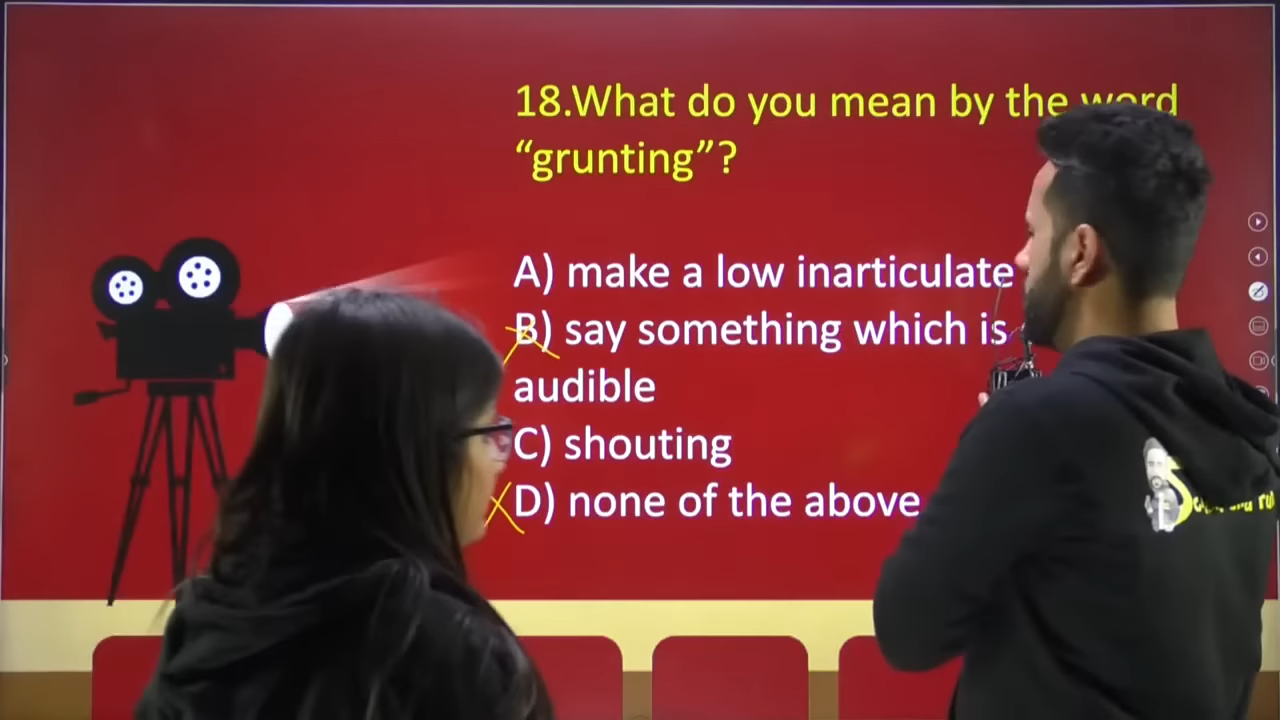 18.What do you mean by the word
“grunting”?
A) make a low inarticulate
B) say something which is
audible
C) shouting
D) none of the above